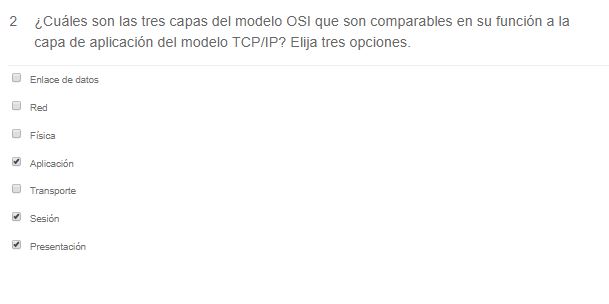 2 ¿Cuáles son las tres capas del modelo OSI que son comparables en su función a la
capa de aplicación del modelo TCP/IP? Elija tres opciones.
Enlace de datos
Red
Física
Aplicación
Transporte
Sesión
Presentación